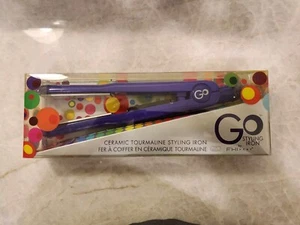 GO
GO
STYLING
IRON
CERAMIC TOURMALINE STYLING IRON
FER À COIFFER EN CÉRAMIQUE TOURMALINE